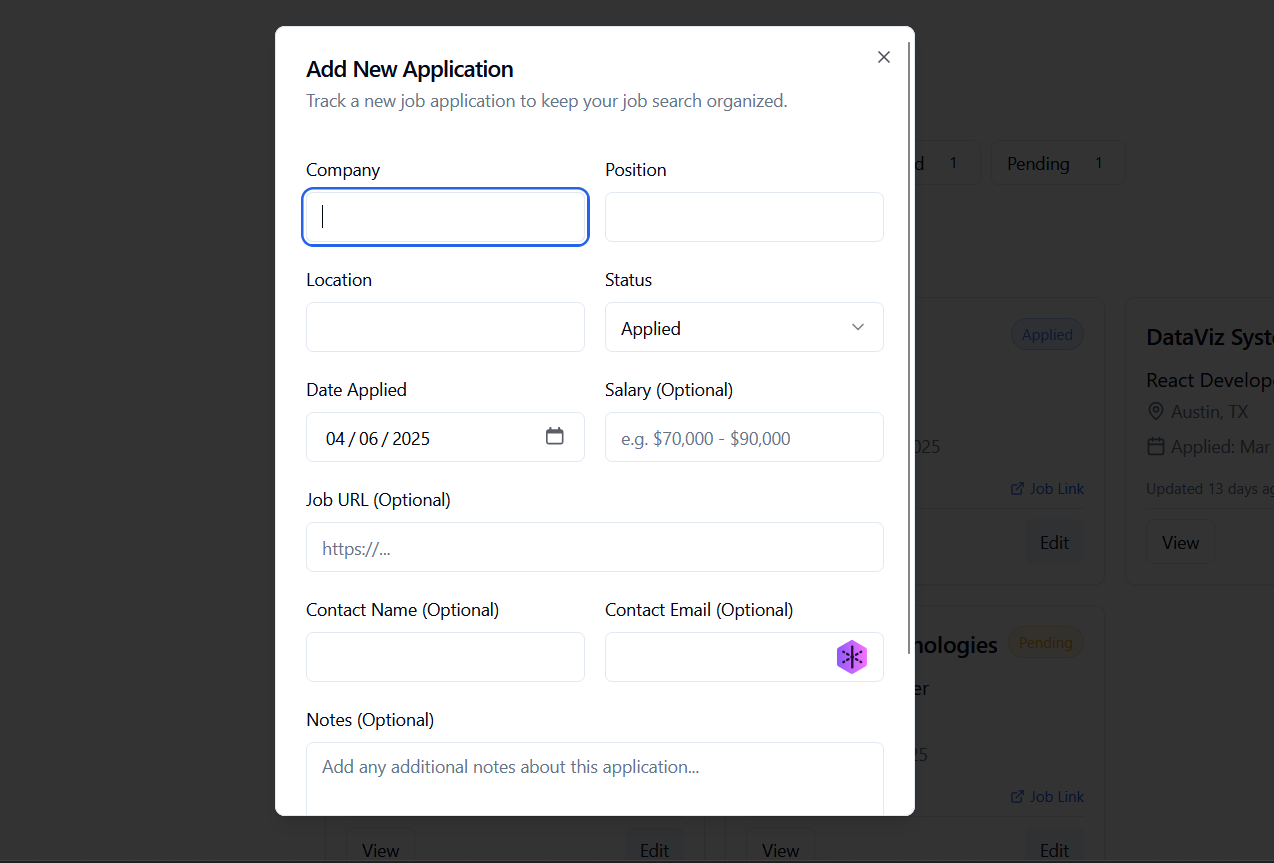 Add New Application
Track a new job application to keep your job search organized.
Company Position
Location Status
Applied
Date Applied Salary (Optional)
04/06/2025 e.g. $70,000 - $90,000
Job URL (Optional)
https://...
Contact Name (Optional) Contact Email (Optional)
Notes (Optional)
Add any additional notes about this application...
d 1 Pending 1
Applied
025
Job Link
Edit
DataViz Syste
React Develop
Austin, TX
Applied: Mar
Updated 13 days ag
View
nologies Pending
er
25
Job Link
View Edit View Edit